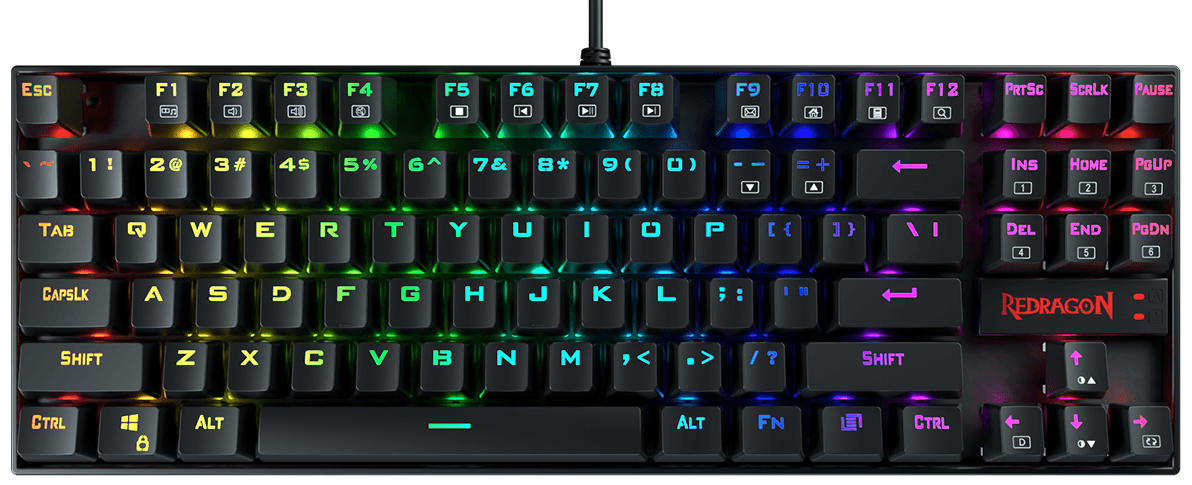 Esc F1 F2 F3 F4 F5 F6 F7 F8 F9 F10 F11 F12 PrtSc ScrLk Pause
` ~ 1 ! 2 @ 3 # 4 $ 5 % 6 ^ 7 & 8 * 9 ( 0 ) - – = + Ins Home PgUp
1 2 3
Tab Q W E R T Y U I O P [ { ] } \ | Del End PgDn
4 5 6
CapsLk A S D F G H J K L ; : ' " REDRAGON
Shift Z X C V B N M , < . > / ? Shift
Ctrl Alt Alt Fn Ctrl
D